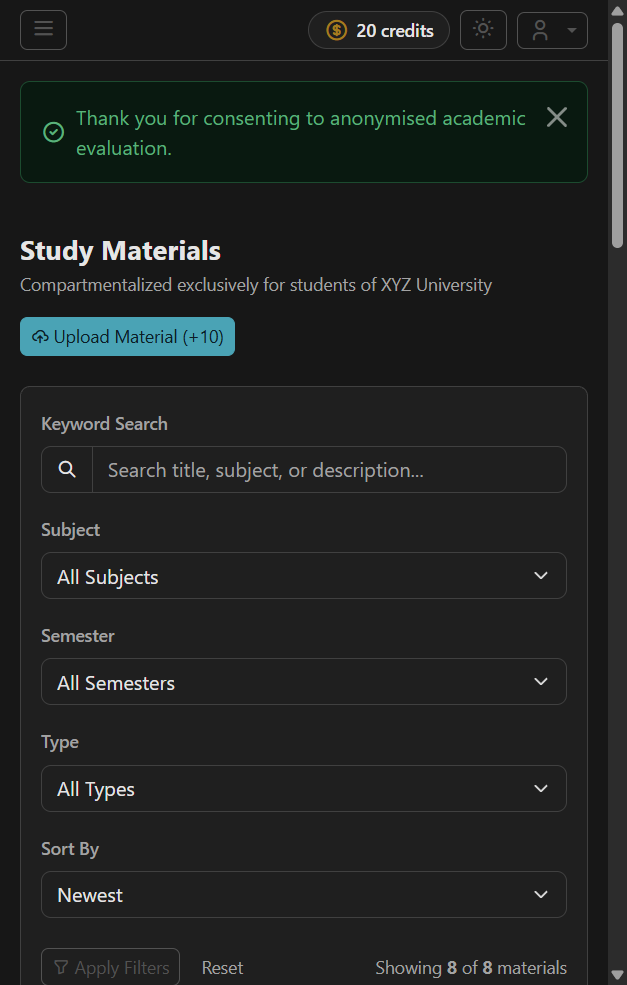 20 credits
Thank you for consenting to anonymised academic
evaluation.
Study Materials
Compartmentalized exclusively for students of XYZ University
Upload Material (+10)
Keyword Search
Search title, subject, or description...
Subject
All Subjects
Semester
All Semesters
Type
All Types
Sort By
Newest
Apply Filters Reset Showing 8 of 8 materials